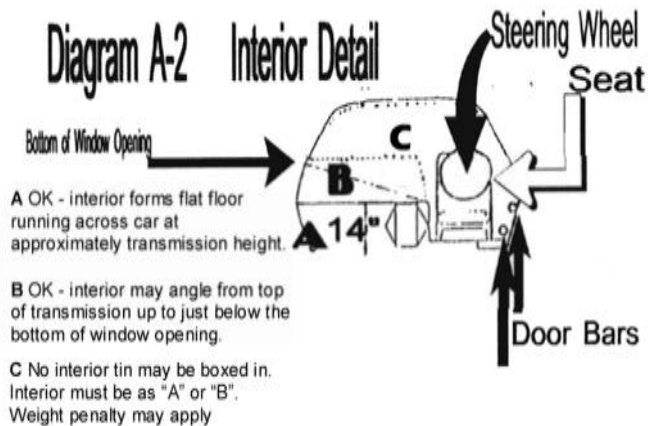 Diagram A-2 Interior Detail
Steering Wheel
Seat
Bottom of Window Opening
C
B
A 14"
A OK - interior forms flat floor
running across car at
approximately transmission height.
B OK - interior may angle from top
of transmission up to just below the
bottom of window opening.
Door Bars
C No interior tin may be boxed in.
Interior must be as “A” or “B”.
Weight penalty may apply